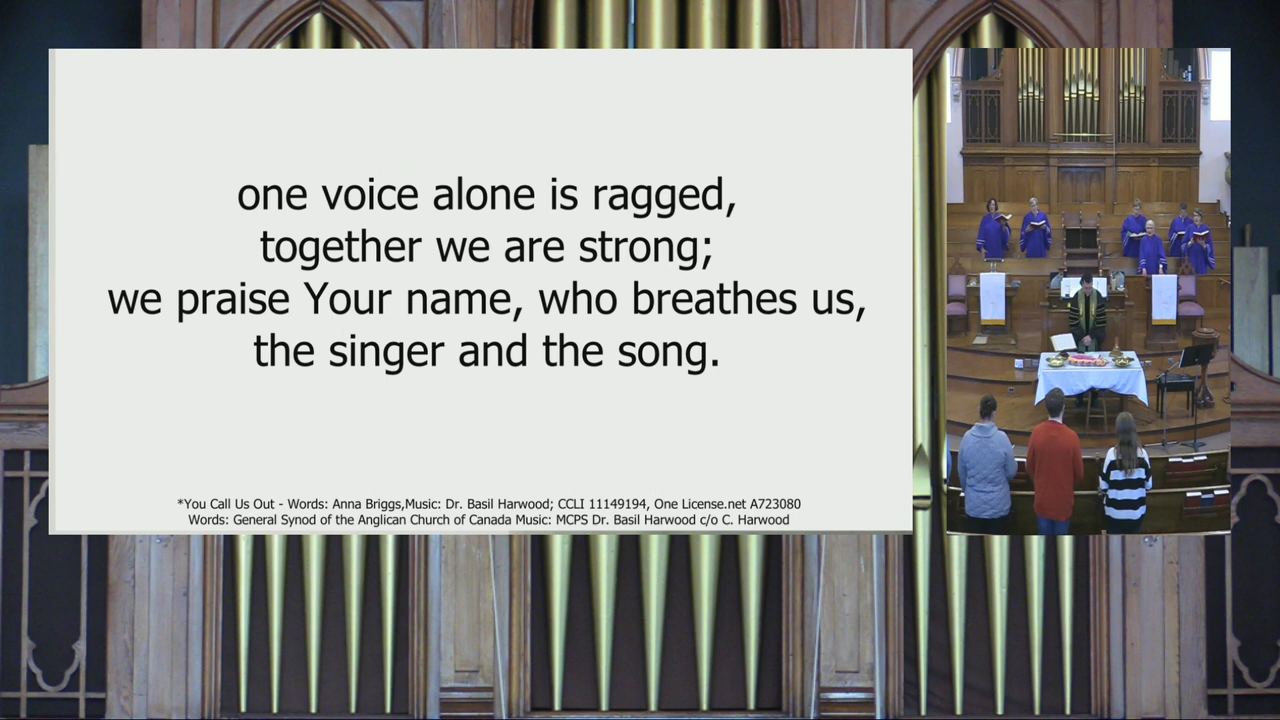 one voice alone is ragged,
together we are strong;
we praise Your name, who breathes us,
the singer and the song.
*You Call Us Out - Words: Anna Briggs,Music: Dr. Basil Harwood; CCLI 11149194, One License.net A723080
Words: General Synod of the Anglican Church of Canada Music: MCPS Dr. Basil Harwood c/o C. Harwood